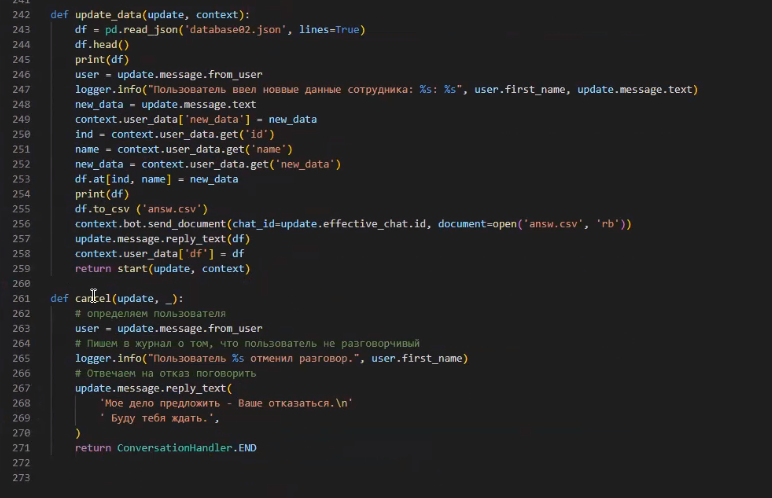 242 def update_data(update, context):
243 df = pd.read_json('database02.json', lines=True)
244 df.head()
245 print(df)
246 user = update.message.from_user
247 logger.info("Пользователь ввел новвые данные сотрудника: %s: %s", user.first_name, update.message.text)
248 new_data = update.message.text
249 context.user_data['new_data'] = new_data
250 ind = context.user_data.get('id')
251 name = context.user_data.get('name')
252 new_data = context.user_data.get('new_data')
253 df.at[ind, name] = new_data
254 print(df)
255 df.to_csv ('answ.csv')
256 context.bot.send_document(chat_id=update.effective_chat.id, document=open('answ.csv', 'rb'))
257 update.message.reply_text(df)
258 context.user_data['df'] = df
259 return start(update, context)
260
261 def cancel(update, _):
262 # определяем пользователя
263 user = update.message.from_user
264 # Пишем в журнал о том, что пользователь не разговорчивый
265 logger.info("Пользователь %s отменил разговор.", user.first_name)
266 # Отвечаем на отказ поговорить
267 update.message.reply_text(
268 'Мое дело предложить - Ваше отказаться.\n'
269 ' Буду тебя ждать.',
270 )
271 return ConversationHandler.END
272
273